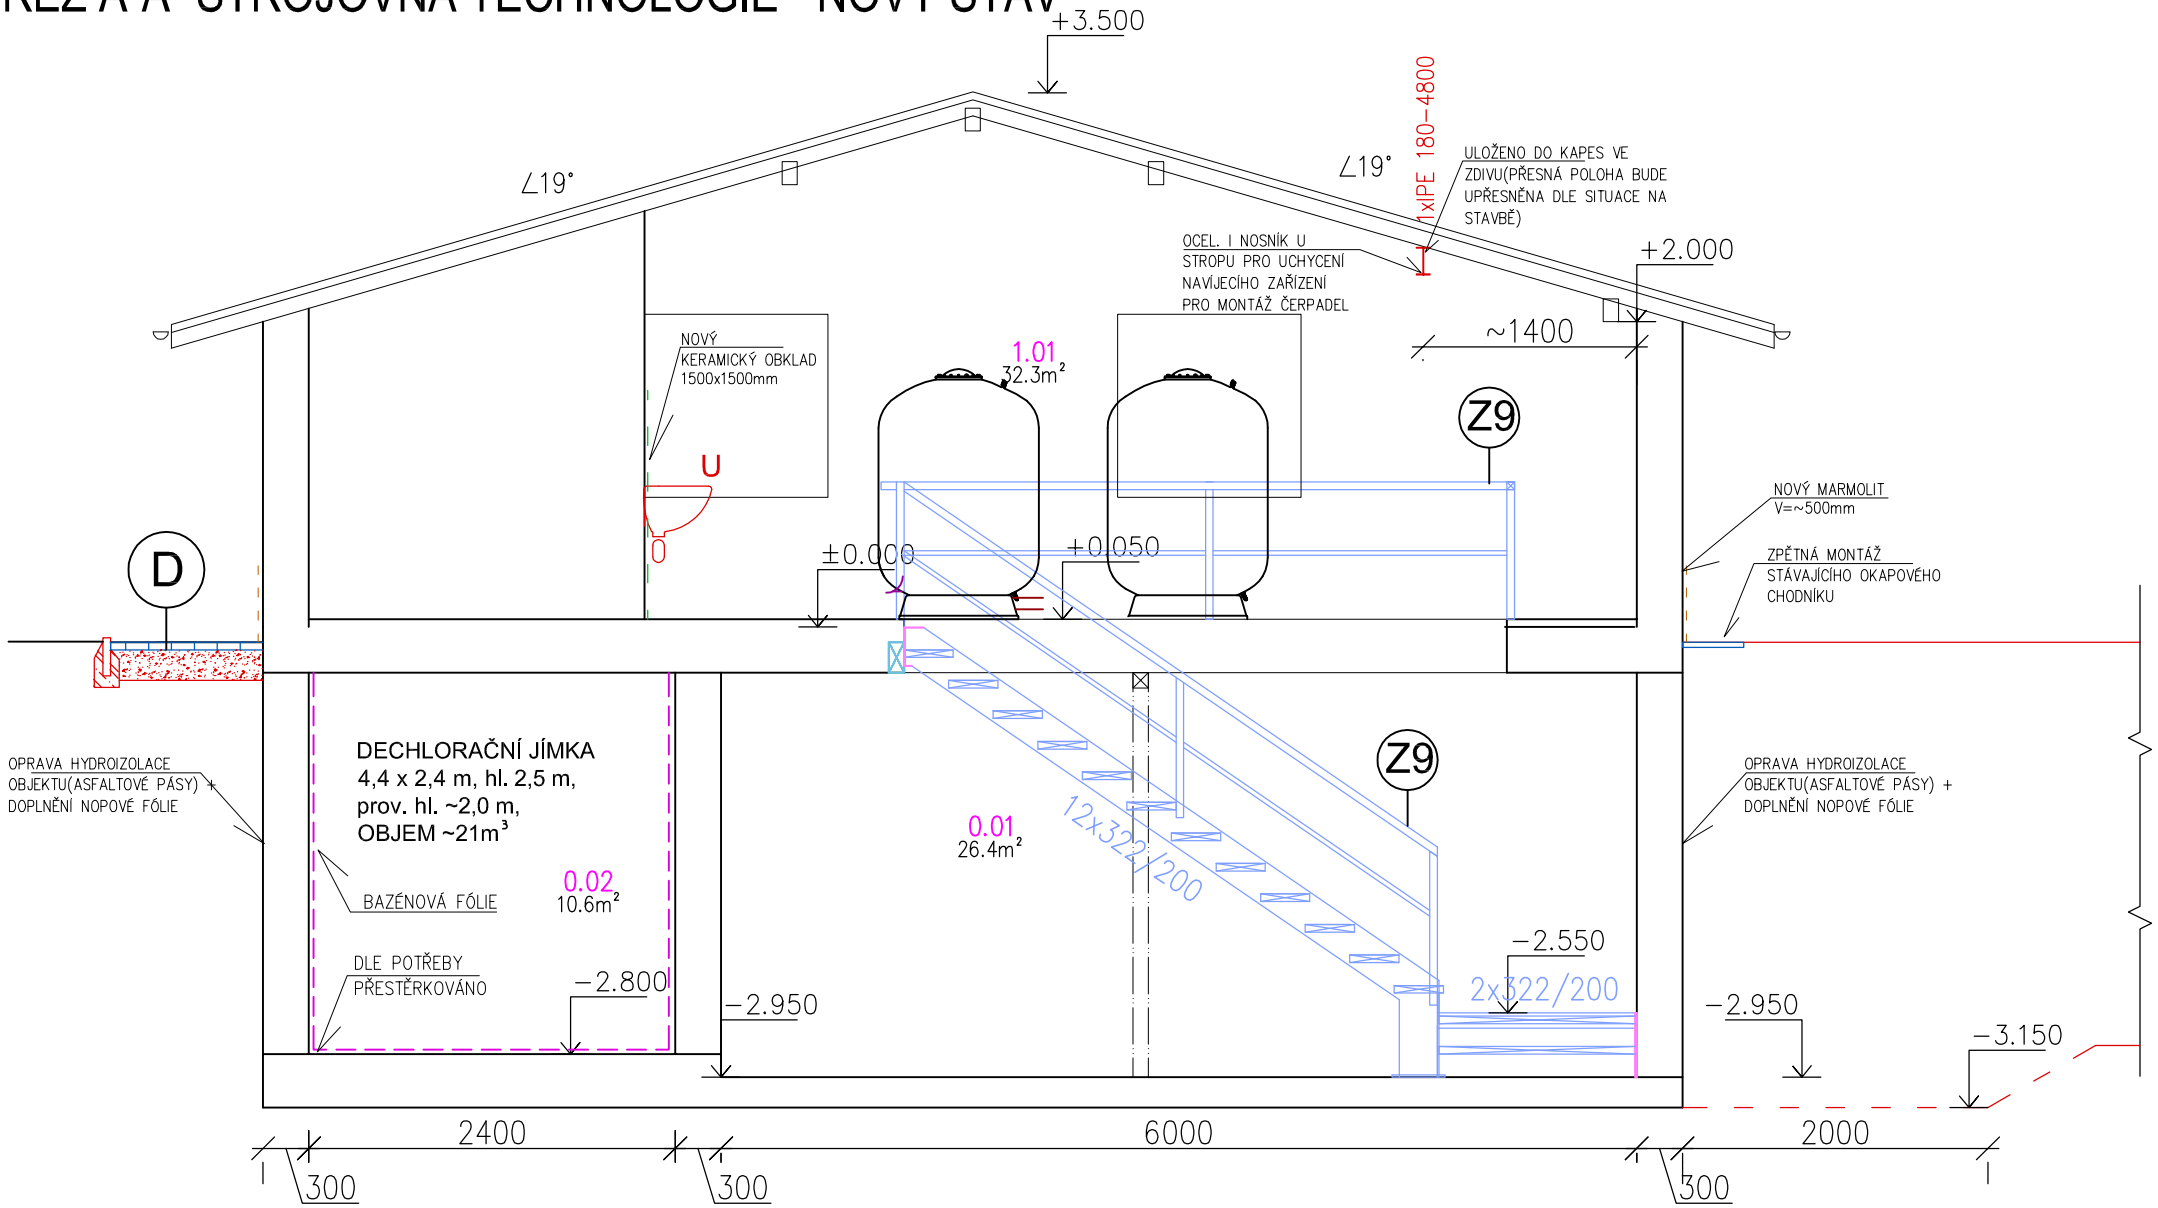 ŘEZ A-A' STROJOVNA TECHNOLOGIE - NOVÝ STAV
+3.500
∠19°
∠19°
1xIPE 180-4800
ULOŽENO DO KAPES VE
ZDIVU(PŘESNÁ POLOHA BUDE
UPŘESNĚNA DLE SITUACE NA
STAVBĚ)
OCEL. I NOSNÍK U
STROPU PRO UCHYCENÍ
NAVÍJECÍHO ZAŘÍZENÍ
PRO MONTÁŽ ČERPADEL
+2.000
~1400
NOVÝ
KERAMICKÝ OBKLAD
1500x1500mm
1.01
32.3m²
Z9
U
NOVÝ MARMOLIT
V=~500mm
D
±0.000
+0.050
ZPĚTNÁ MONTÁŽ
STÁVAJÍCÍHO OKAPOVÉHO
CHODNÍKU
OPRAVA HYDROIZOLACE
OBJEKTU(ASFALTOVÉ PÁSY) +
DOPLNĚNÍ NOPOVÉ FÓLIE
DECHLORAČNÍ JÍMKA
4,4 x 2,4 m, hl. 2,5 m,
prov. hl. ~2,0 m,
OBJEM ~21m³
Z9
OPRAVA HYDROIZOLACE
OBJEKTU(ASFALTOVÉ PÁSY) +
DOPLNĚNÍ NOPOVÉ FÓLIE
12x322/200
0.01
26.4m²
0.02
10.6m²
BAZÉNOVÁ FÓLIE
DLE POTŘEBY
PŘESTĚRKOVÁNO
-2.800
-2.950
-2.550
2x322/200
-2.950
-3.150
2400
6000
2000
300
300
300